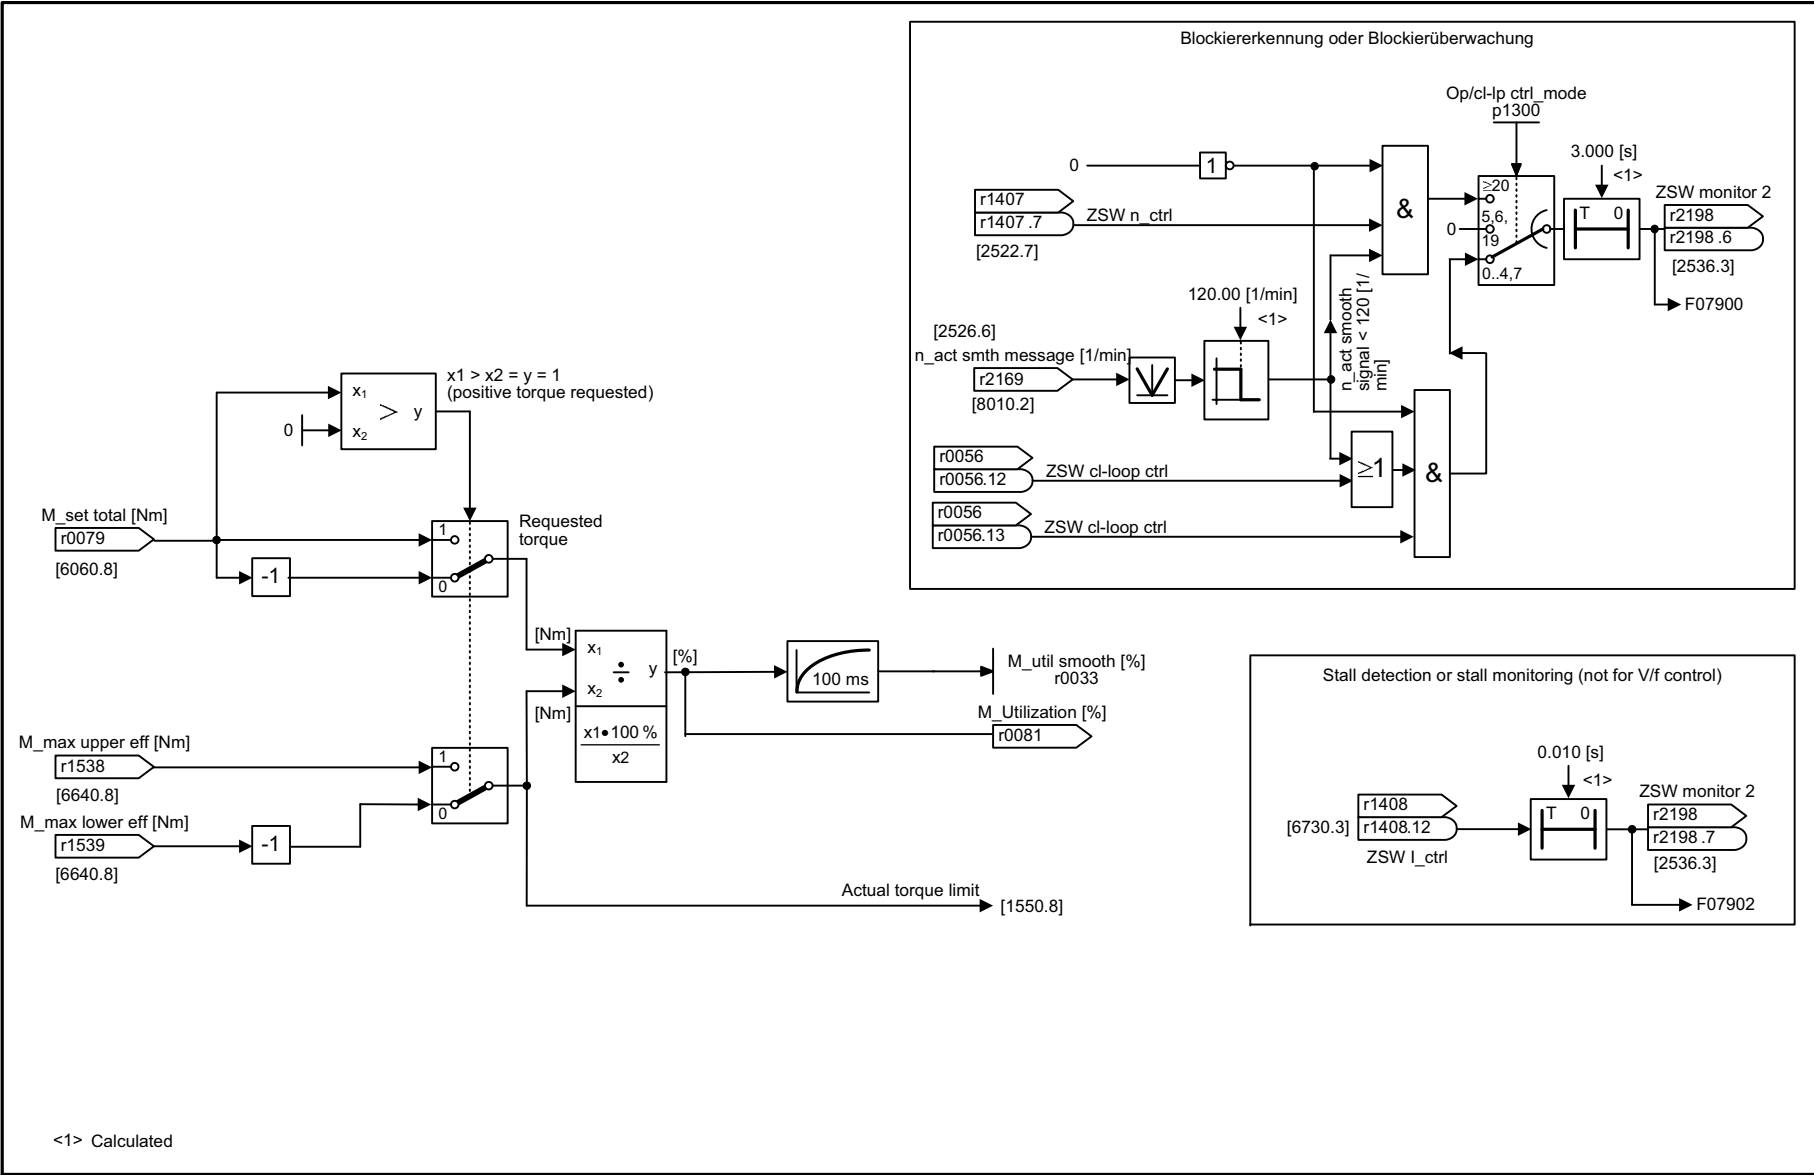 Blockiererkennung oder Blockierüberwachung
Op/cl-lp ctrl_mode
p1300
3.000 [s]
<1>
0
1
≥20
5,6,
0
19
0..4,7
&
T 0
ZSW monitor 2
r2198
r2198 .6
[2536.3]
F07900
r1407
r1407 .7
ZSW n_ctrl
[2522.7]
120.00 [1/min]
<1>
n_act smooth
signal < 120 [1/
min]
[2526.6]
n_act smth message [1/min]
r2169
[8010.2]
r0056
r0056.12
ZSW cl-loop ctrl
≥1
&
r0056
r0056.13
ZSW cl-loop ctrl
x1 > x2 = y = 1
(positive torque requested)
x1
> y
0
x2
M_set total [Nm]
r0079
[6060.8]
-1
1
0
Requested
torque
[Nm]
x1
÷ y
x2
[Nm]
x1•100 %
x2
[%]
100 ms
M_util smooth [%]
r0033
M_Utilization [%]
r0081
M_max upper eff [Nm]
r1538
[6640.8]
M_max lower eff [Nm]
r1539
[6640.8]
-1
1
0
Actual torque limit
[1550.8]
Stall detection or stall monitoring (not for V/f control)
0.010 [s]
<1>
[6730.3]
r1408
r1408.12
ZSW I_ctrl
T 0
ZSW monitor 2
r2198
r2198 .7
[2536.3]
F07902
<1> Calculated